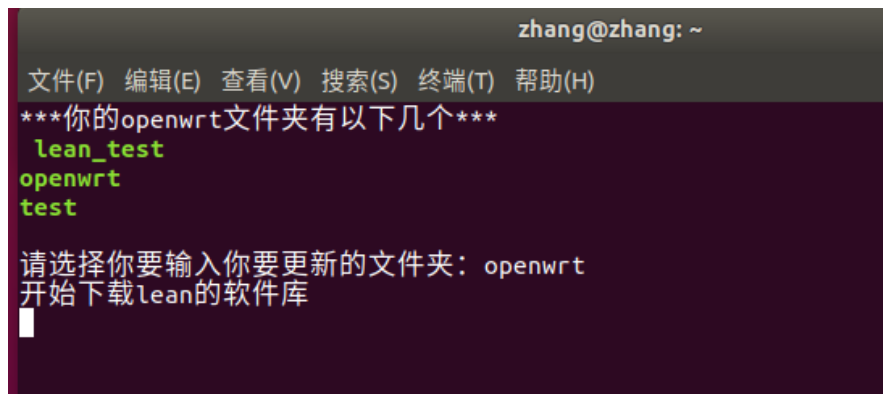 zhang@zhang: ~
文件(F) 编辑(E) 查看(V) 搜索(S) 终端(T) 帮助(H)
***你的openwrt文件夹有以下几个***
lean_test
openwrt
test
请选择你要输入你要更新的文件夹：openwrt
开始下载lean的软件库